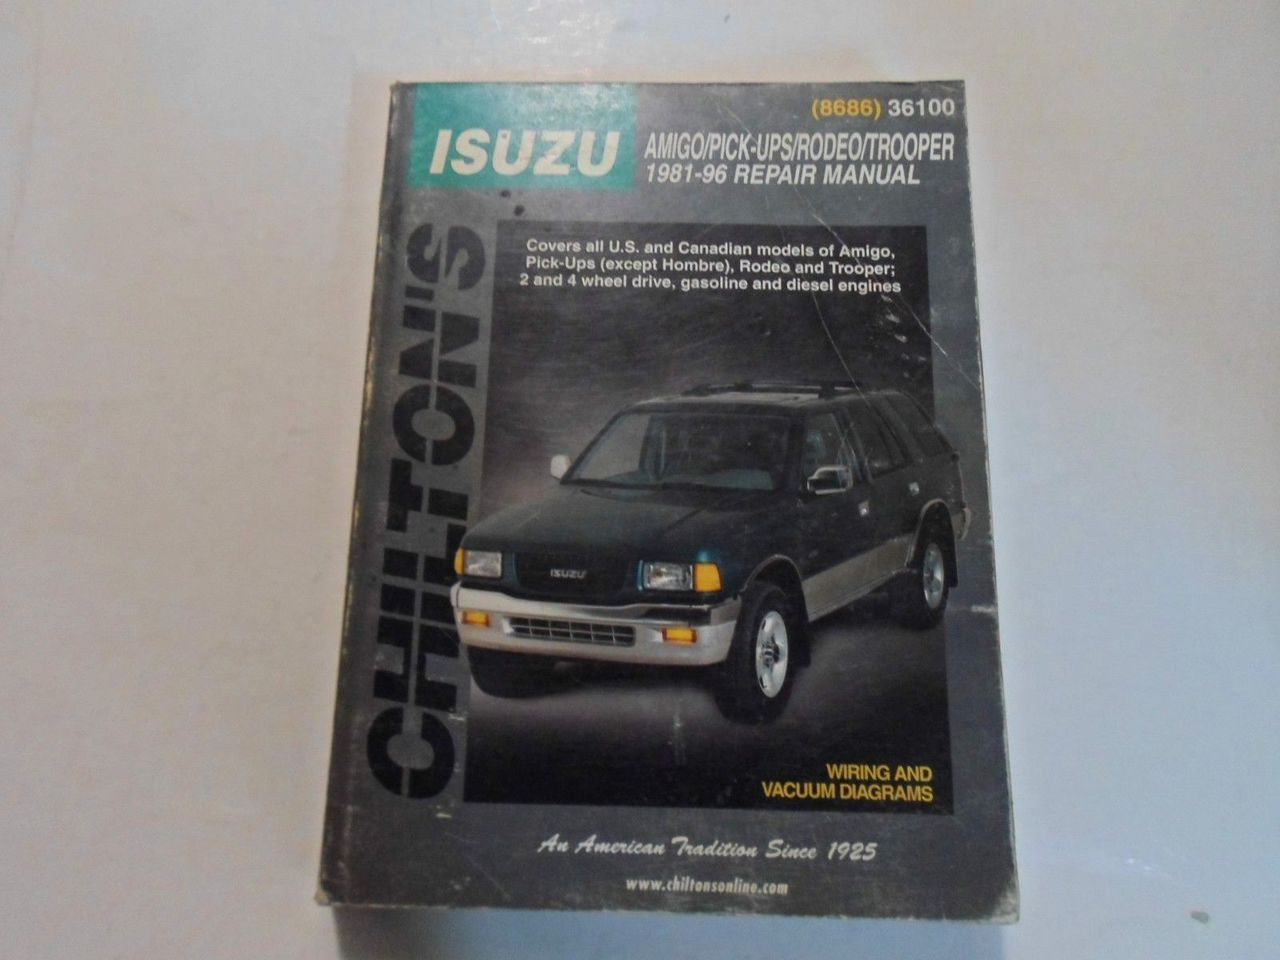 (8686) 36100
ISUZU
AMIGO/PICK-UPS/RODEO/TROOPER
1981-96 REPAIR MANUAL
CHILTON'S
Covers all U.S. and Canadian models of Amigo,
Pick-Ups (except Hombre), Rodeo and Trooper;
2 and 4 wheel drive, gasoline and diesel engines
ISUZU
WIRING AND
VACUUM DIAGRAMS
An American Tradition Since 1925
www.chiltonsonline.com